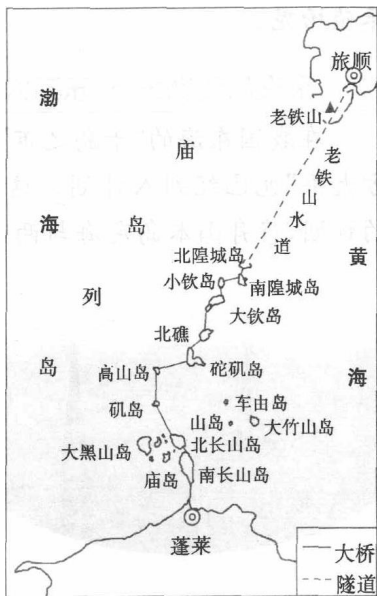 旅顺
老铁山
渤海
庙岛列岛
老铁山水道
黄海
北隍城岛
小钦岛
南隍城岛
大钦岛
北礁
砣矶岛
高山岛
矶岛
车由岛
山岛
大竹山岛
大黑山岛
北长山岛
庙岛
南长山岛
蓬莱
大桥
隧道